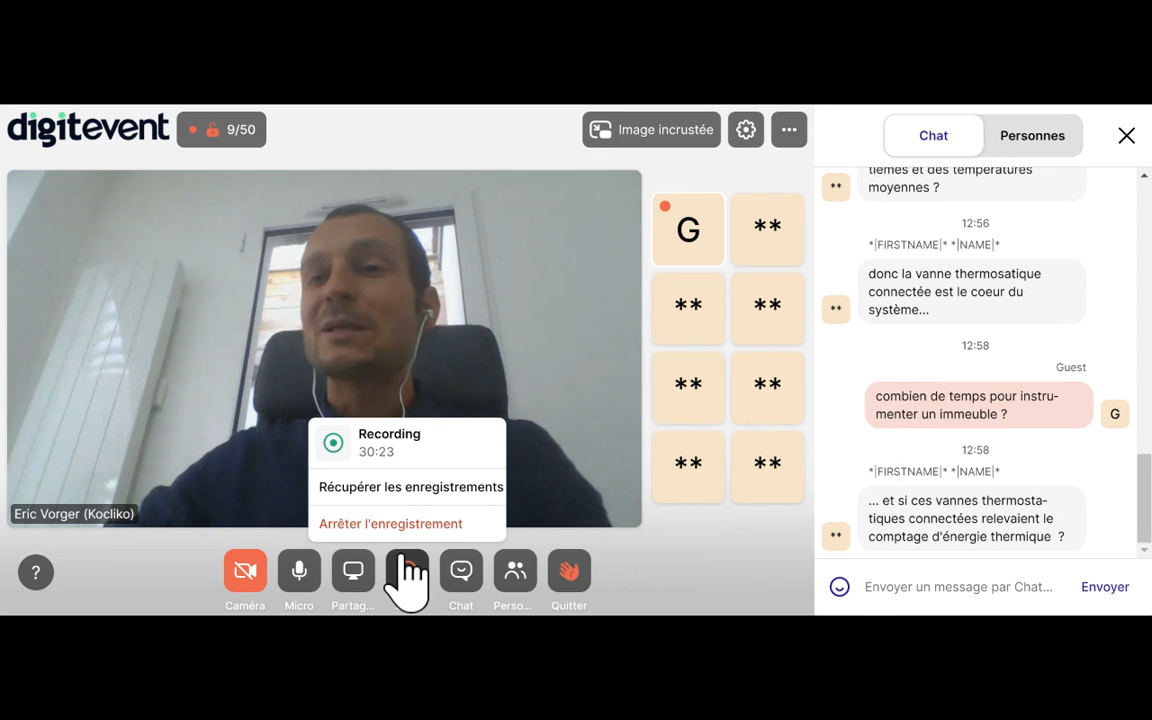 digitevent
9/50
Image incrustée
Chat
Personnes
G
**
**
**
**
**
**
**
Eric Vorger (Kocliko)
Recording
30:23
Récupérer les enregistrements
Arrêter l'enregistrement
?
Caméra
Micro
Partag...
Chat
Perso...
Quitter
tièmes et des températures
moyennes ?
**
12:56
*|FIRSTNAME|* *|NAME|*
donc la vanne thermosatique
connectée est le coeur du
système...
**
12:58
Guest
combien de temps pour instru-
menter un immeuble ?
G
12:58
*|FIRSTNAME|* *|NAME|*
... et si ces vannes thermosta-
tiques connectées relevaient le
comptage d'énergie thermique ?
**
Envoyer un message par Chat...
Envoyer